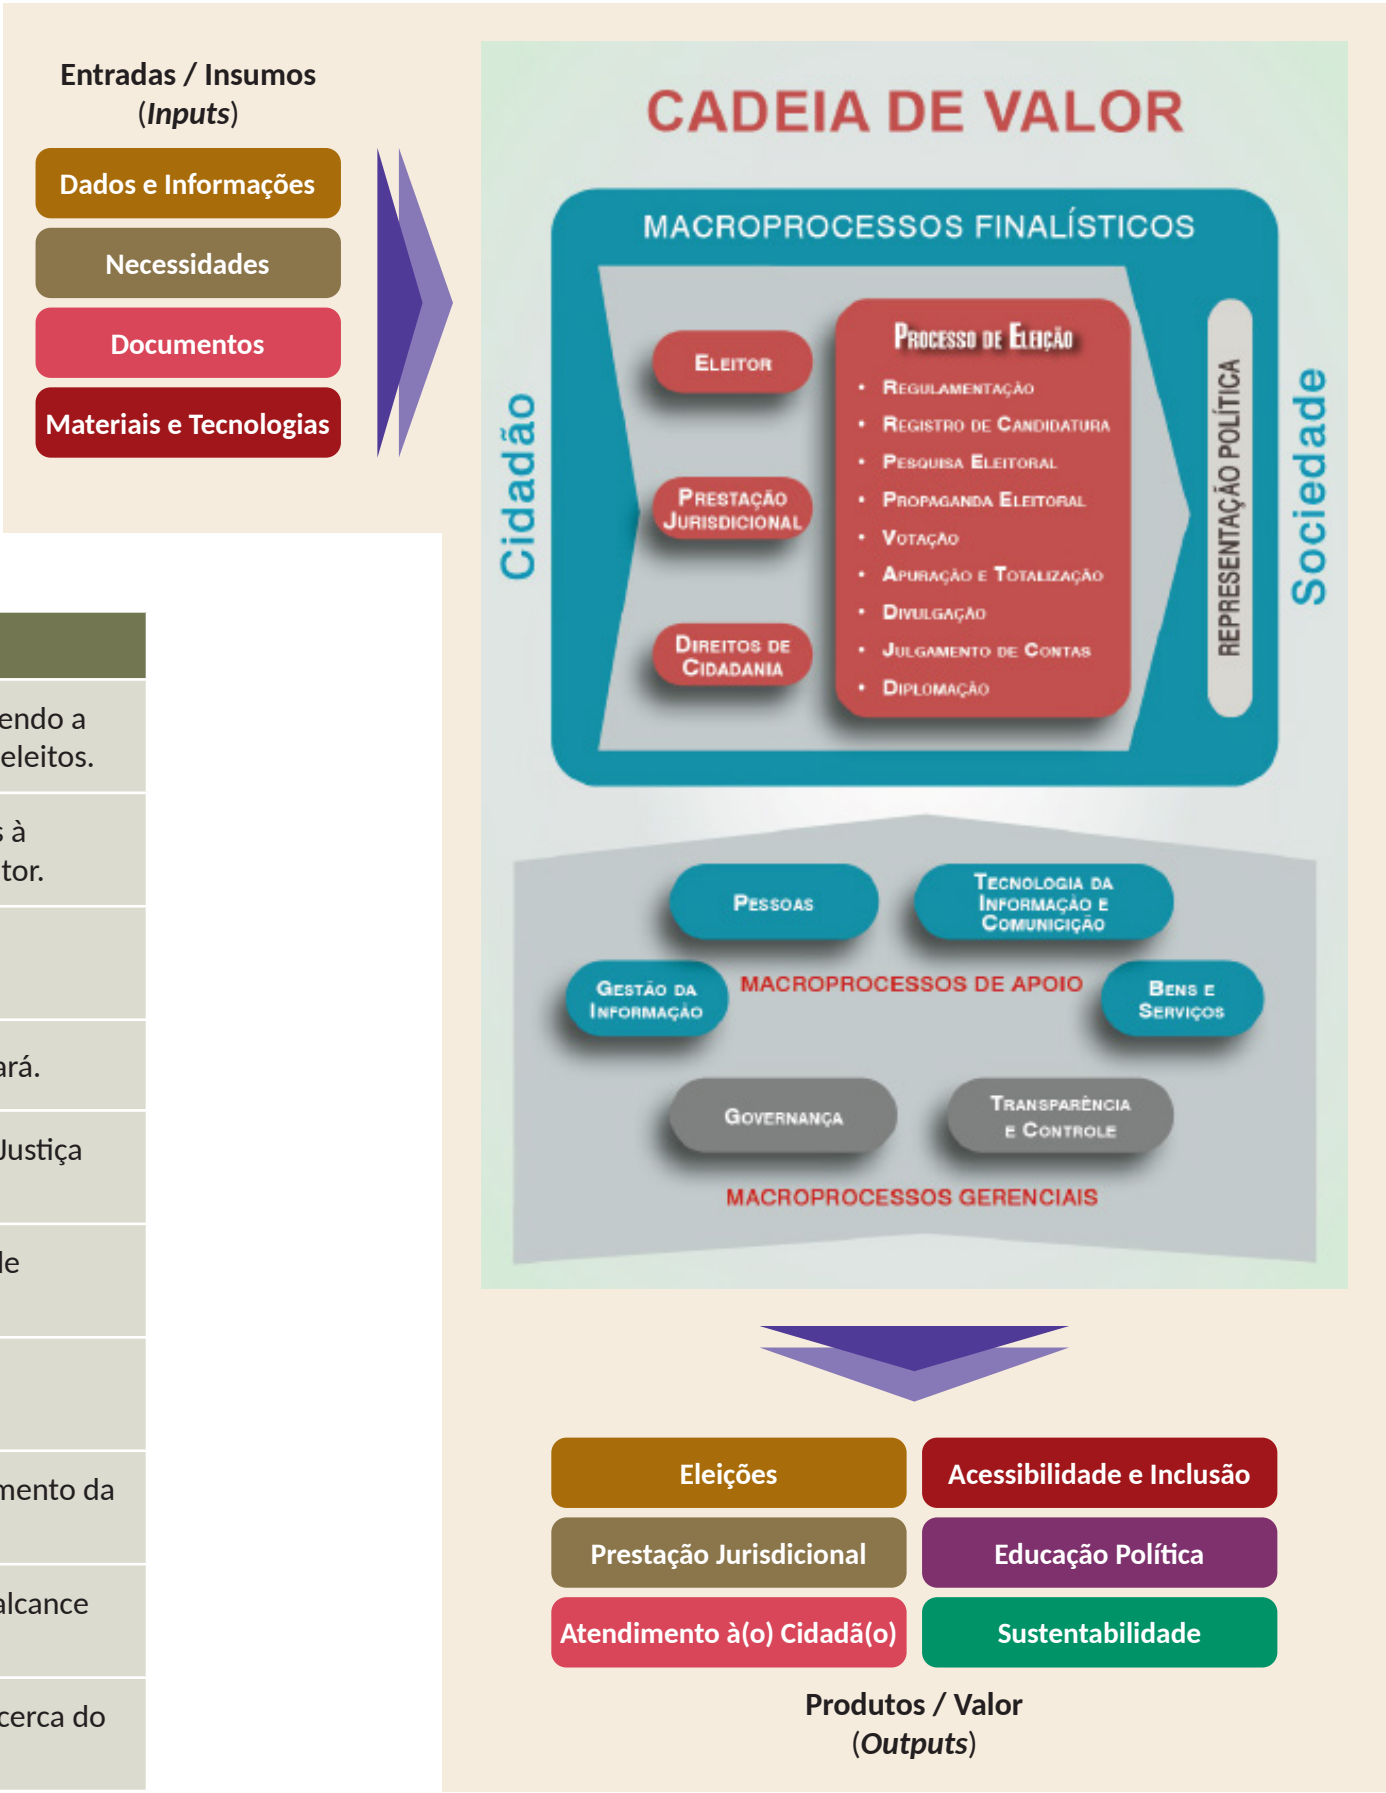 Entradas / Insumos
(Inputs)
Dados e Informações
Necessidades
Documentos
Materiais e Tecnologias
CADEIA DE VALOR
MACROPROCESSOS FINALÍSTICOS
Cidadão
ELEITOR
PRESTAÇÃO
JURISDICIONAL
DIREITOS DE
CIDADANIA
PROCESSO DE ELEIÇÃO
• REGULAMENTAÇÃO
• REGISTRO DE CANDIDATURA
• PESQUISA ELEITORAL
• PROPAGANDA ELEITORAL
• VOTAÇÃO
• APURAÇÃO E TOTALIZAÇÃO
• DIVULGAÇÃO
• JULGAMENTO DE CONTAS
• DIPLOMAÇÃO
REPRESENTAÇÃO POLÍTICA
Sociedade
PESSOAS
TECNOLOGIA DA
INFORMAÇÃO E
COMUNICIÇÃO
GESTÃO DA
INFORMAÇÃO
MACROPROCESSOS DE APOIO
BENS E
SERVIÇOS
GOVERNANÇA
TRANSPARÊNCIA
E CONTROLE
MACROPROCESSOS GERENCIAIS
Eleições
Acessibilidade e Inclusão
Prestação Jurisdicional
Educação Política
Atendimento à(o) Cidadã(o)
Sustentabilidade
Produtos / Valor
(Outputs)
endo a
eleitos.
s à
tor.
ará.
Justiça
le
mento da
alcance
cerca do